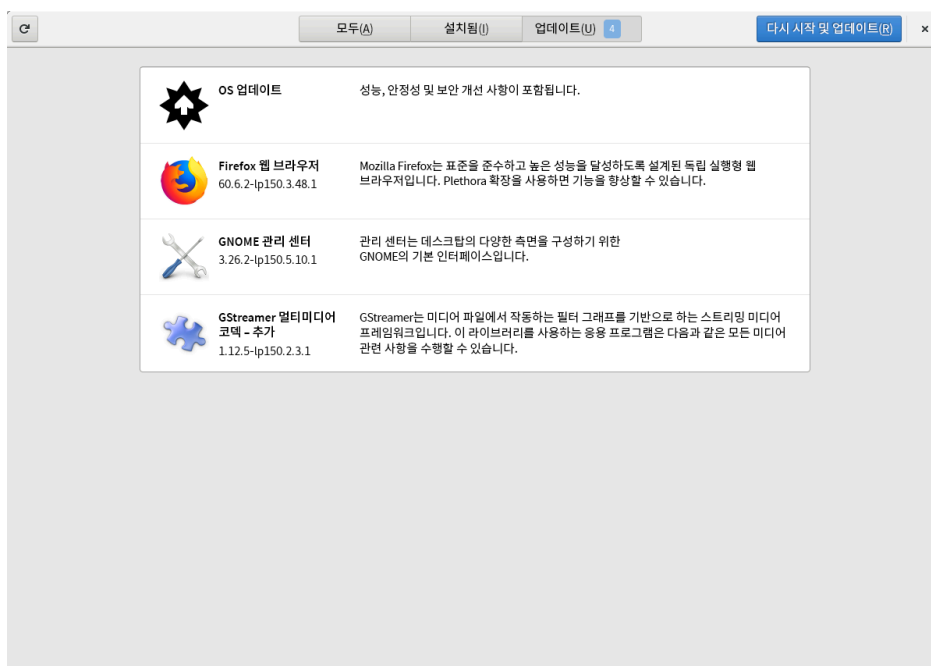 모두(A) 설치됨(I) 업데이트(U) 4 다시 시작 및 업데이트(R)
OS 업데이트
성능, 안정성 및 보안 개선 사항이 포함됩니다.
Firefox 웹 브라우저
60.6.2-lp150.3.48.1
Mozilla Firefox는 표준을 준수하고 높은 성능을 달성하도록 설계된 독립 실행형 웹
브라우저입니다. Plethora 확장을 사용하면 기능을 향상할 수 있습니다.
GNOME 관리 센터
3.26.2-lp150.5.10.1
관리 센터는 데스크탑의 다양한 측면을 구성하기 위한
GNOME의 기본 인터페이스입니다.
GStreamer 멀티미디어
코덱 – 추가
1.12.5-lp150.2.3.1
GStreamer는 미디어 파일에서 작동하는 필터 그래프를 기반으로 하는 스트리밍 미디어
프레임워크입니다. 이 라이브러리를 사용하는 응용 프로그램은 다음과 같은 모든 미디어
관련 사항을 수행할 수 있습니다.